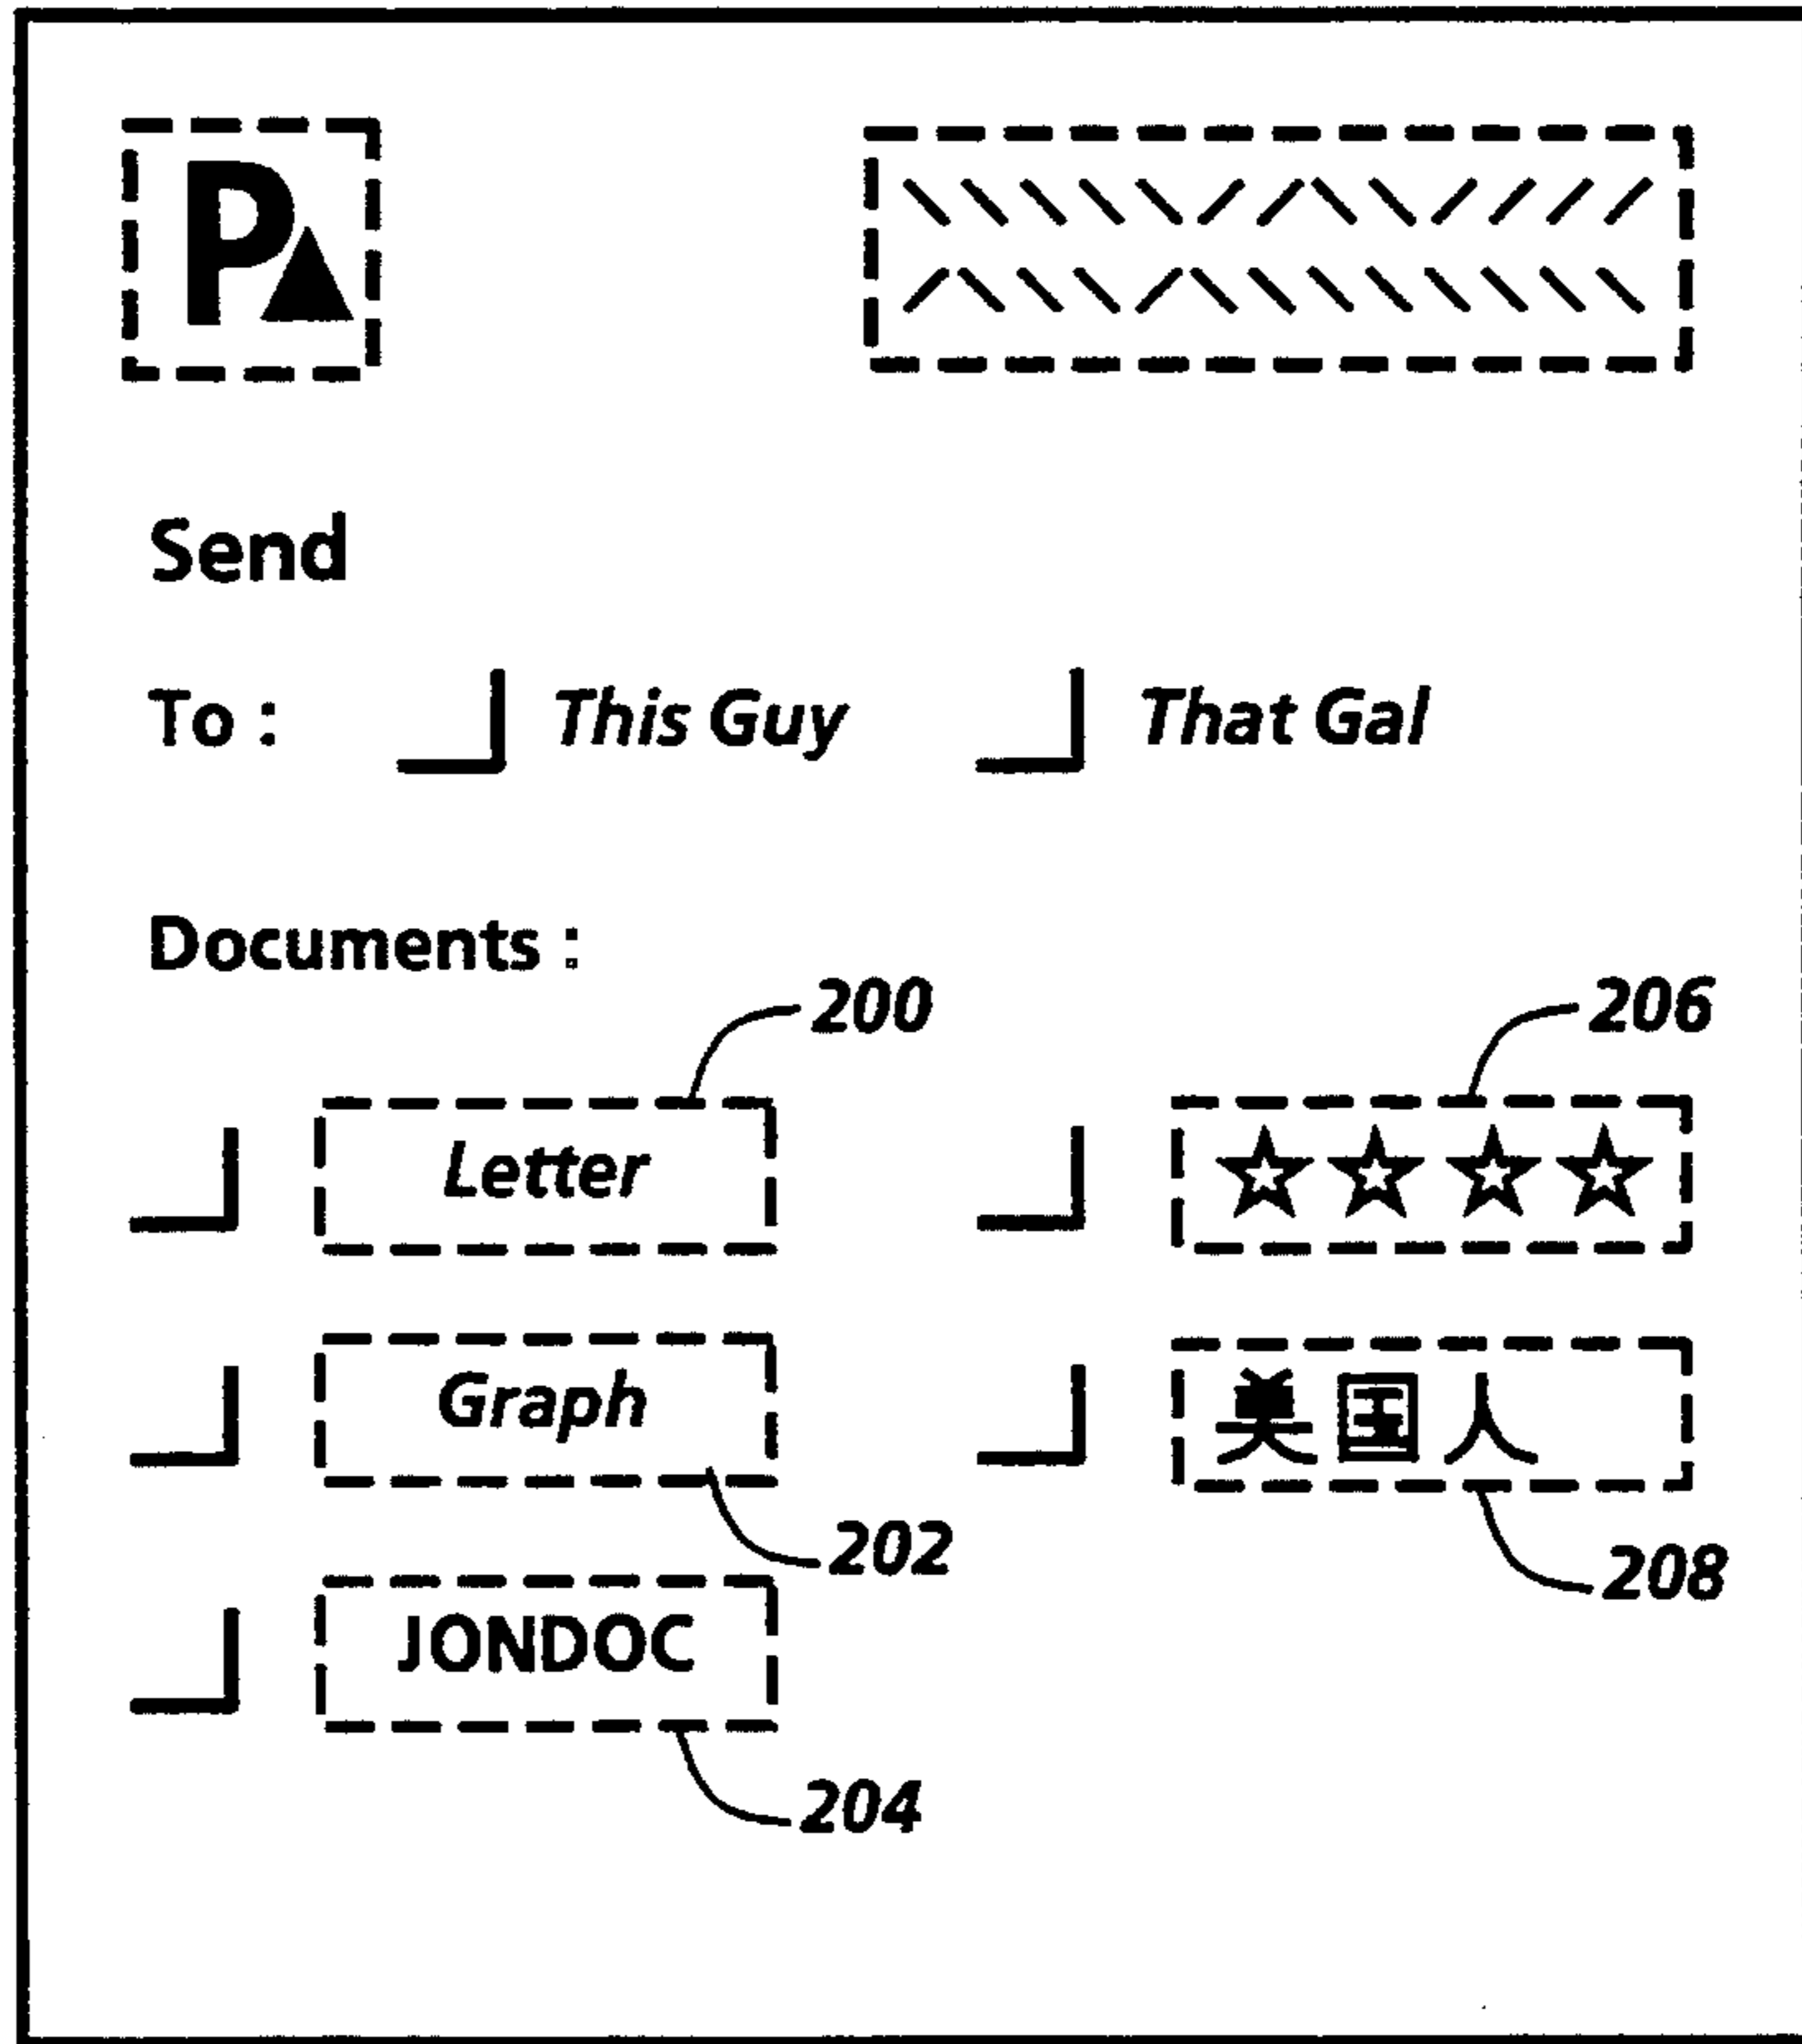 P
Send
To : This Guy That Gal
Documents :
200 206
Letter ☆☆☆☆
Graph 美国人
202 208
JONDOC
204